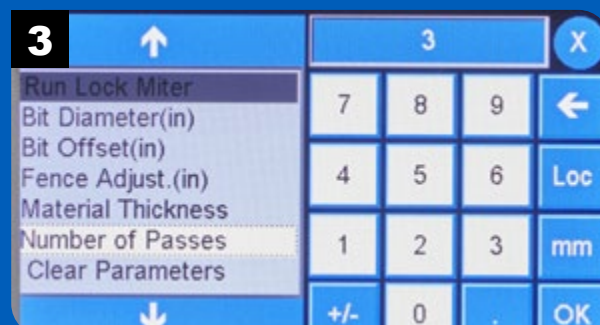 3
3
X
Run Lock Miter
Bit Diameter(in)
Bit Offset(in)
Fence Adjust.(in)
Material Thickness
Number of Passes
Clear Parameters
7 8 9
4 5 6 Loc
1 2 3 mm
+/- 0 . OK